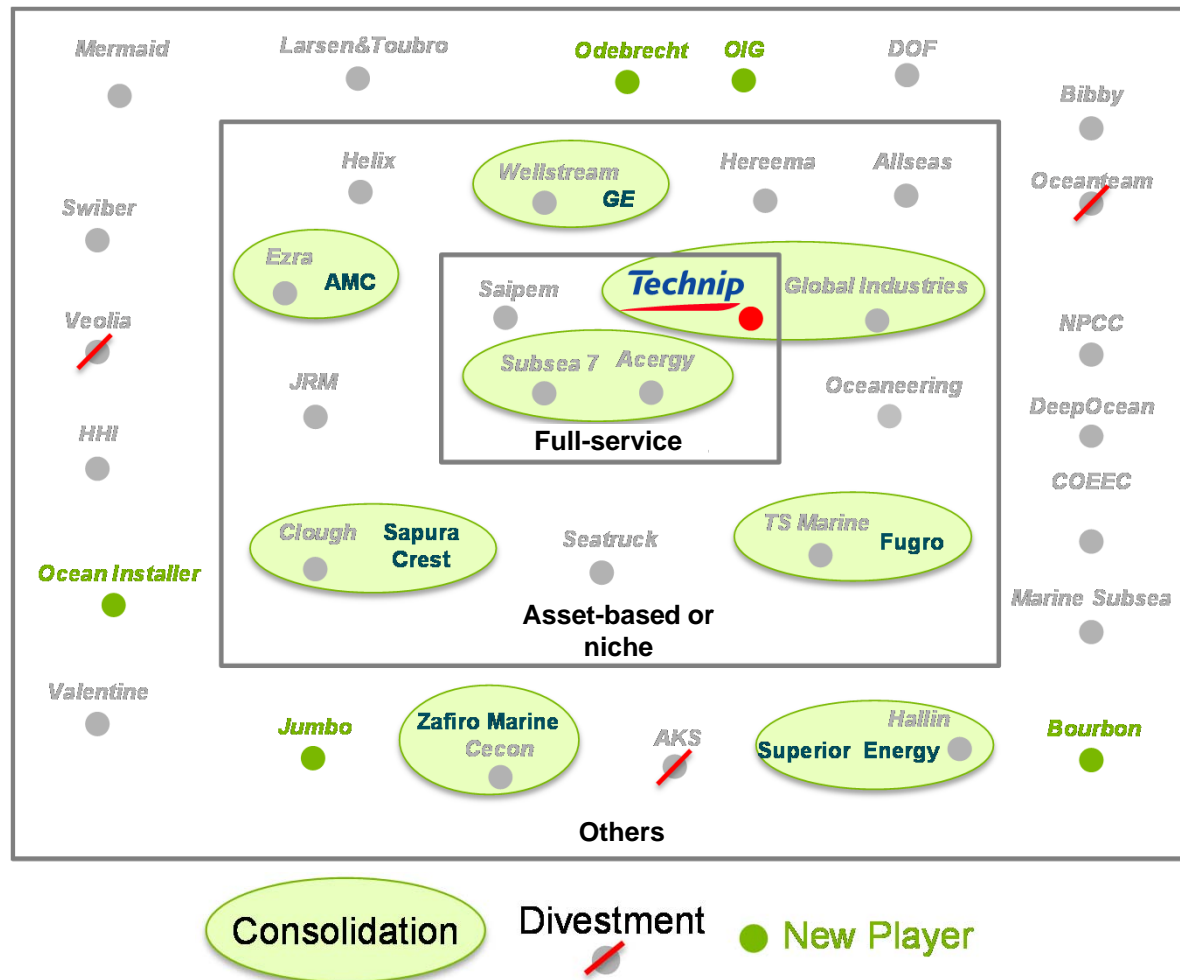 Mermaid
Larsen&Toubro
Odebrecht
OIG
DOF
Bibby
Helix
Wellstream
GE
Hereema
Allseas
Oceanteam
Swiber
Ezra
AMC
Saipem
Technip
Global Industries
Veolia
NPCC
JRM
Subsea 7
Acergy
Oceaneering
DeepOcean
HHI
Full-service
COEEC
Clough
Sapura
Crest
Seatruck
TS Marine
Fugro
Ocean Installer
Marine Subsea
Asset-based or
niche
Valentine
Jumbo
Zafiro Marine
Cecon
AKS
Hallin
Superior Energy
Bourbon
Others
Consolidation
Divestment
New Player